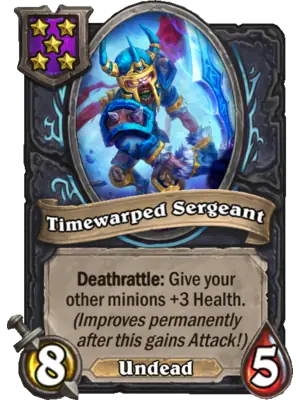 Timewarped Sergeant
Deathrattle: Give your
other minions +3 Health.
(Improves permanently
after this gains Attack!)
8
Undead
5